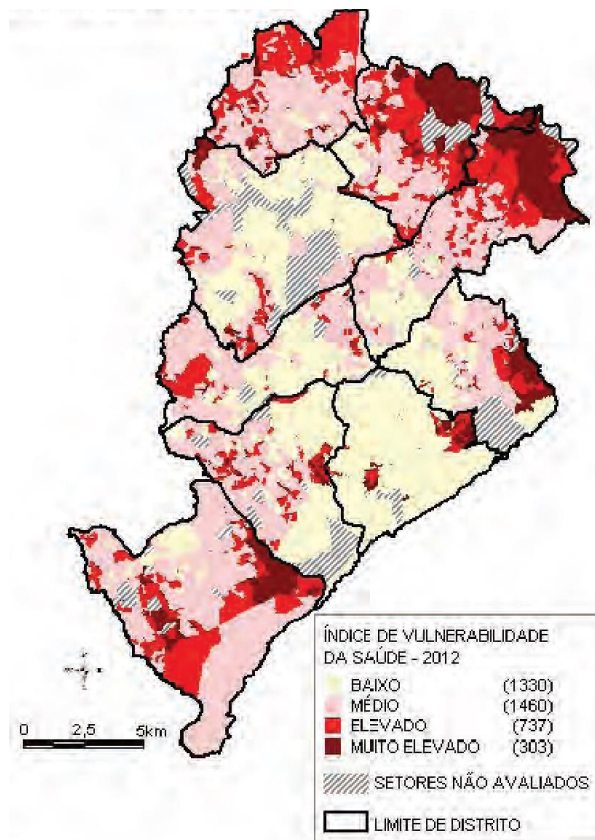 ÍNDICE DE VULNERABILIDADE
DA SAÚDE - 2012
BAIXO (1330)
MÉDIO (1460)
ELEVADO (737)
MUITO ELEVADO (303)
SETORES NÃO AVALIADOS
LIMITE DE DISTRITO
0 2,5 5km